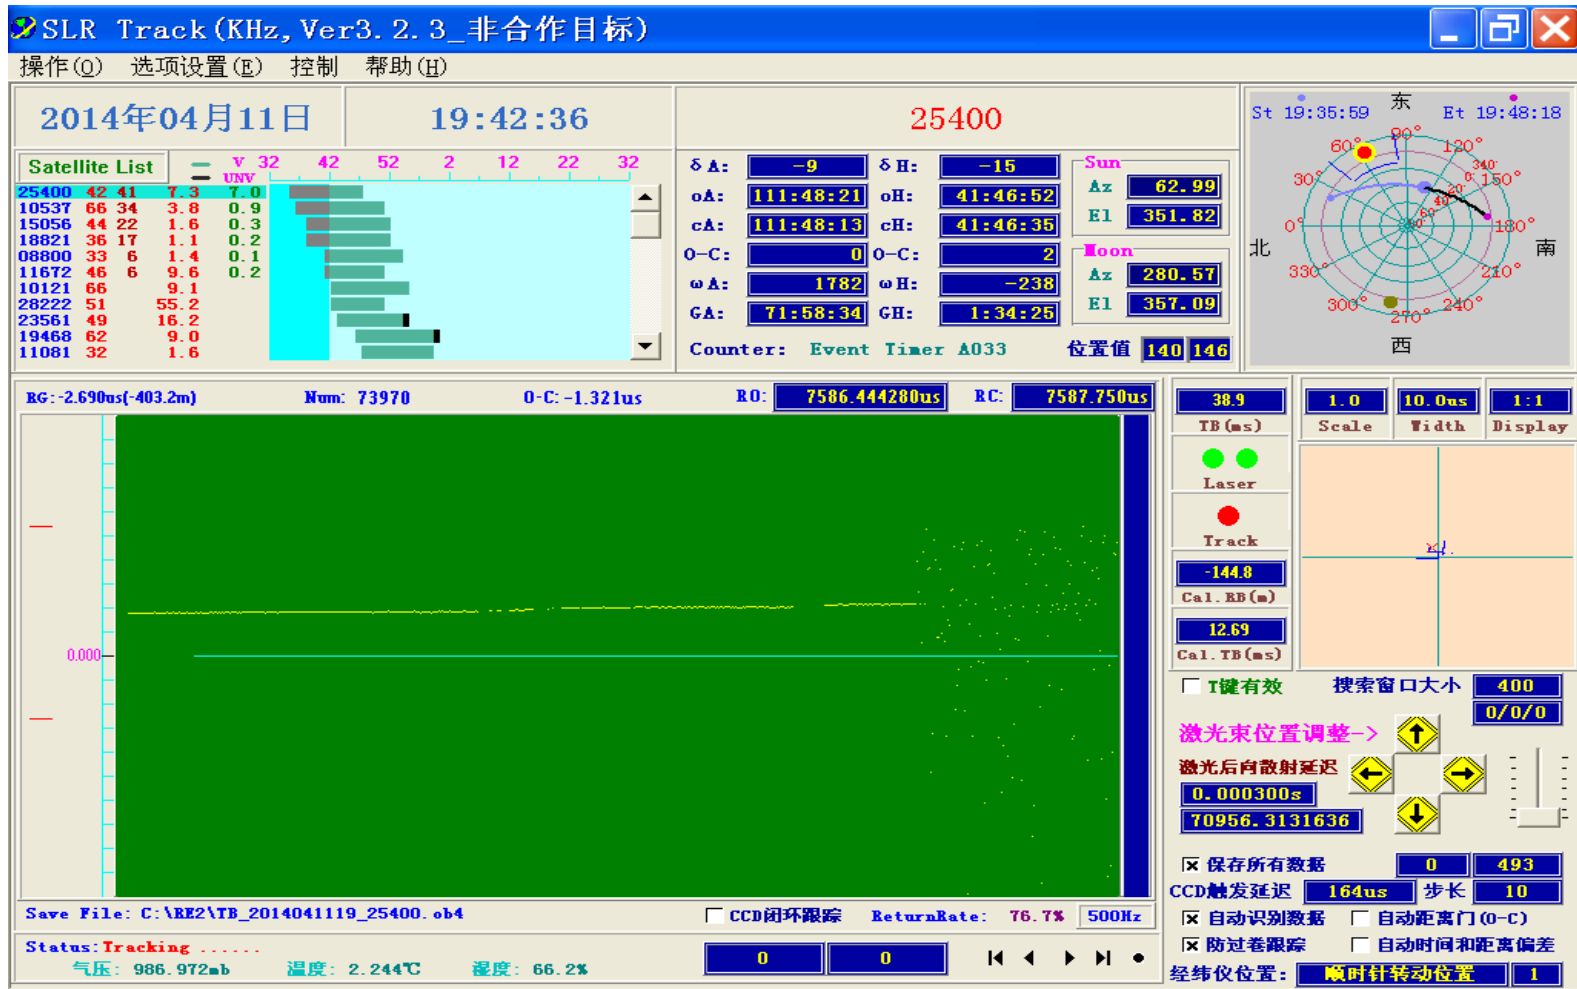 SLR Track(KHz,Ver3.2.3_非合作目标)
操作(O) 选项设置(E) 控制 帮助(H)
2014年04月11日 19:42:36 25400
Satellite List V UNV 32 42 52 2 12 22 32
25400 42 41 7.3 7.0
10537 66 34 3.8 0.9
15056 44 22 1.6 0.3
18821 36 17 1.1 0.2
08800 33 6 1.4 0.1
11672 46 6 9.6 0.2
10121 66 9.1
28222 51 55.2
23561 49 16.2
19468 62 9.0
11081 32 1.6
δA: -9 δH: -15
oA: 111:48:21 oH: 41:46:52
cA: 111:48:13 cH: 41:46:35
O-C: 0 O-C: 2
ωA: 1782 ωH: -238
GA: 71:58:34 GH: 1:34:25
Counter: Event Timer A033 位置值 140 146
Sun
Az 62.99
El 351.82
Moon
Az 280.57
El 357.09
St 19:35:59 东 Et 19:48:18
60° 90° 120°
30° 340° 150°
0° 180°
北 南
330° 210°
300° 270° 240°
西
RG:-2.690us(-403.2m) Num: 73970 O-C:-1.321us RO: 7586.444280us RC: 7587.750us
0.000
38.9
TB(ms)
1.0 10.0us 1:1
Scale Width Display
Laser
Track
-144.8
Cal.RB(m)
12.69
Cal.TB(ms)
T键有效 搜索窗口大小 400
0/0/0
激光束位置调整->
激光后向散射延迟
0.000300s
70956.3131636
保存所有数据 0 493
CCD触发延迟 164us 步长 10
自动识别数据 自动距离门(O-C)
防过卷跟踪 自动时间和距离偏差
经纬仪位置: 顺时针转动位置 1
Save File: C:\RE2\TB_2014041119_25400.ob4 CCD闭环跟踪 ReturnRate: 76.7% 500Hz
Status:Tracking ......
气压: 986.972mb 温度: 2.244℃ 湿度: 66.2% 0 0